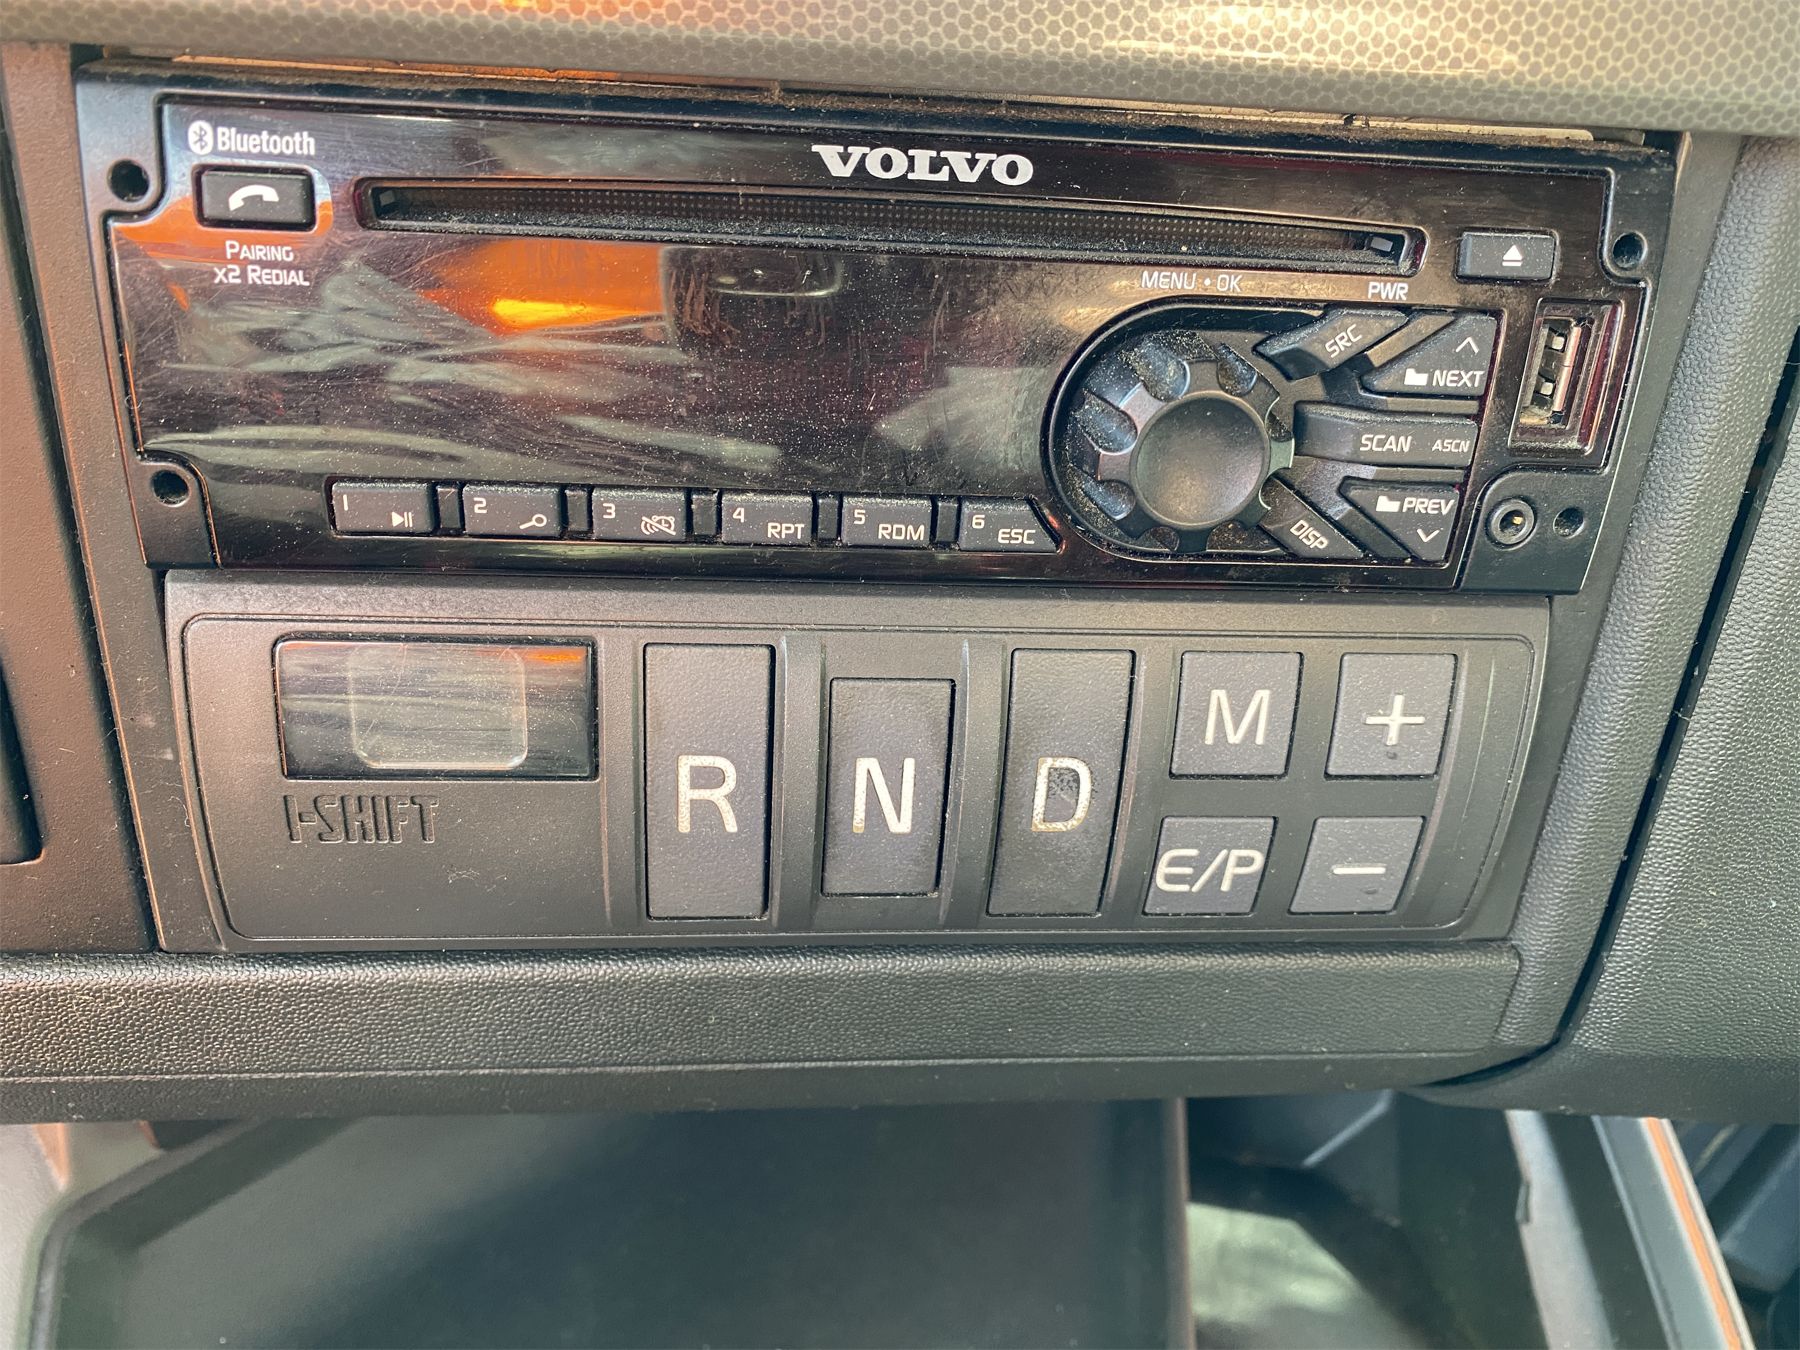 Bluetooth
VOLVO
PAIRING
X2 REDIAL
MENU • OK
PWR
SRC
NEXT
SCAN ASCN
PREV
DISP
1
2
3
4 RPT
5 RDM
6 ESC
I-SHIFT
R
N
D
M
+
E/P
−